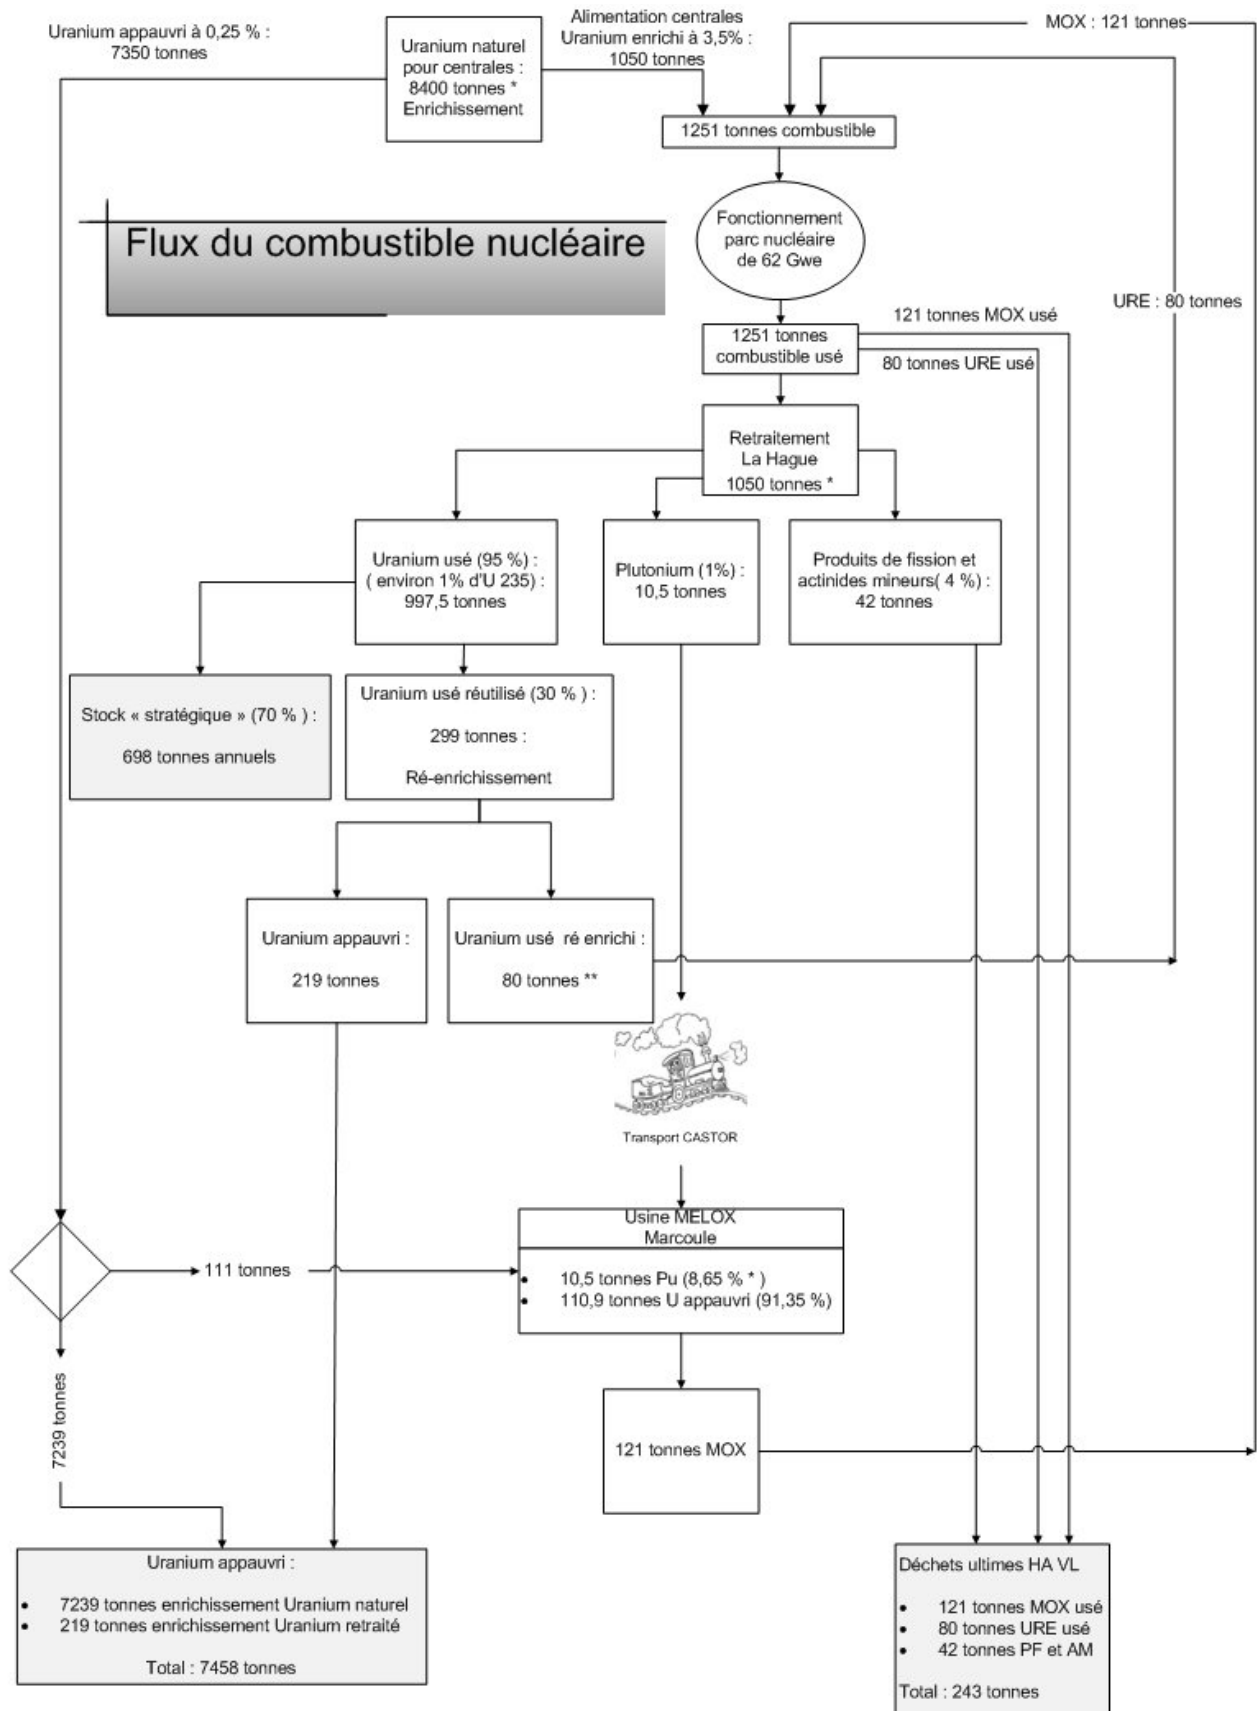 Uranium appauvri à 0,25 % :
7350 tonnes
Uranium naturel
pour centrales :
8400 tonnes *
Enrichissement
Alimentation centrales
Uranium enrichi à 3,5% :
1050 tonnes
MOX : 121 tonnes
1251 tonnes combustible
Flux du combustible nucléaire
Fonctionnement
parc nucléaire
de 62 Gwe
URE : 80 tonnes
1251 tonnes
combustible usé
121 tonnes MOX usé
80 tonnes URE usé
Retraitement
La Hague
1050 tonnes *
Uranium usé (95 %) :
( environ 1% d'U 235) :
997,5 tonnes
Plutonium (1%) :
10,5 tonnes
Produits de fission et
actinides mineurs( 4 %) :
42 tonnes
Stock « stratégique » (70 % ) :
698 tonnes annuels
Uranium usé réutilisé (30 % ) :
299 tonnes :
Ré-enrichissement
Uranium appauvri :
219 tonnes
Uranium usé ré enrichi :
80 tonnes **
Transport CASTOR
Usine MELOX
Marcoule
• 10,5 tonnes Pu (8,65 % * )
• 110,9 tonnes U appauvri (91,35 %)
111 tonnes
7239 tonnes
121 tonnes MOX
Uranium appauvri :
• 7239 tonnes enrichissement Uranium naturel
• 219 tonnes enrichissement Uranium retraité
Total : 7458 tonnes
Déchets ultimes HA VL
• 121 tonnes MOX usé
• 80 tonnes URE usé
• 42 tonnes PF et AM
Total : 243 tonnes